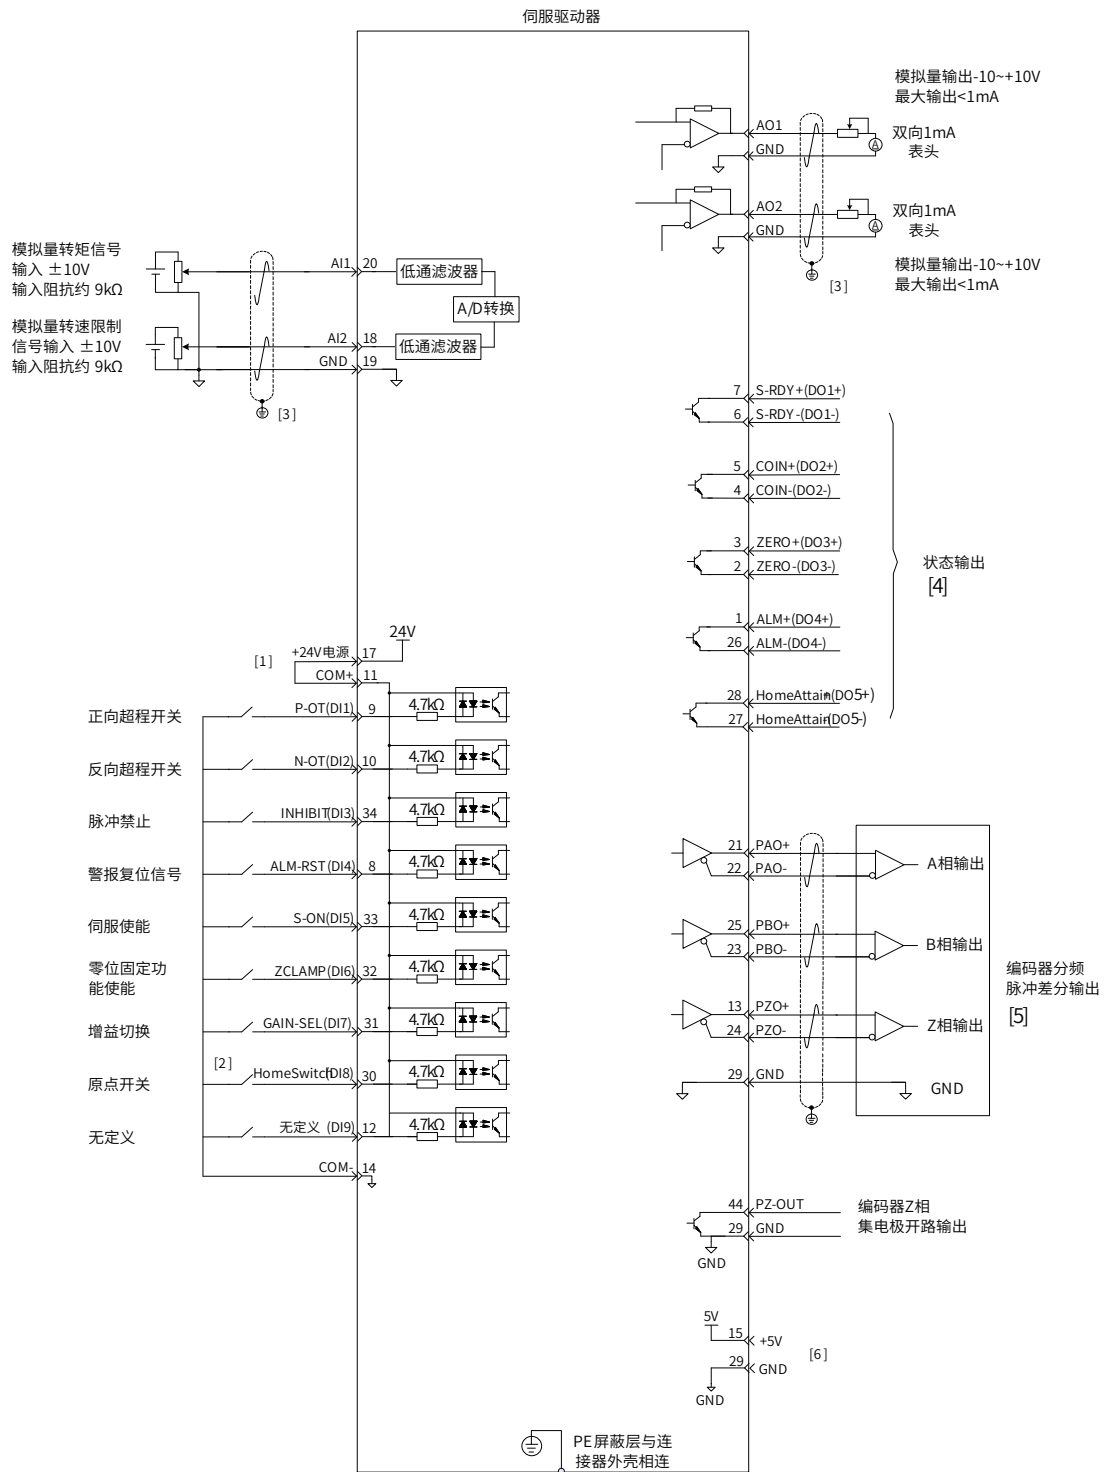 伺服驱动器
模拟量输出-10~+10V
最大输出<1mA
AO1
GND
A
双向1mA
表头
AO2
GND
A
双向1mA
表头
模拟量输出-10~+10V
最大输出<1mA
[3]
模拟量转矩信号
输入 ±10V
输入阻抗约 9kΩ
AI1
20
低通滤波器
A/D转换
模拟量转速限制
信号输入 ±10V
输入阻抗约 9kΩ
AI2
18
低通滤波器
GND
19
[3]
7
S-RDY+(DO1+)
6
S-RDY-(DO1-)
5
COIN+(DO2+)
4
COIN-(DO2-)
3
ZERO+(DO3+)
2
ZERO-(DO3-)
1
ALM+(DO4+)
26
ALM-(DO4-)
28
HomeAttain(DO5+)
27
HomeAttain(DO5-)
状态输出
[4]
24V
[1]
+24V电源
17
COM+
11
正向超程开关
P-OT(DI1)
9
4.7kΩ
反向超程开关
N-OT(DI2)
10
4.7kΩ
脉冲禁止
INHIBIT(DI3)
34
4.7kΩ
警报复位信号
ALM-RST(DI4)
8
4.7kΩ
伺服使能
S-ON(DI5)
33
4.7kΩ
零位固定功
能使能
ZCLAMP(DI6)
32
4.7kΩ
增益切换
GAIN-SEL(DI7)
31
4.7kΩ
[2]
原点开关
HomeSwitch(DI8)
30
4.7kΩ
无定义
无定义 (DI9)
12
4.7kΩ
COM-
14
21
PAO+
22
PAO-
A相输出
25
PBO+
23
PBO-
B相输出
13
PZO+
24
PZO-
Z相输出
29
GND
GND
编码器分频
脉冲差分输出
[5]
44
PZ-OUT
29
GND
GND
编码器Z相
集电极开路输出
5V
15
+5V
[6]
29
GND
GND
PE屏蔽层与连
接器外壳相连